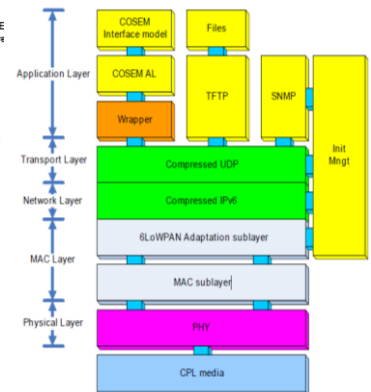 COSEM
Interface model
Files
Application Layer
COSEM AL
TFTP
SNMP
Wrapper
Init
Mngt
Transport Layer
Compressed UDP
Network Layer
Compressed IPv6
6LoWPAN Adaptation sublayer
MAC Layer
MAC sublayer
Physical Layer
PHY
CPL media